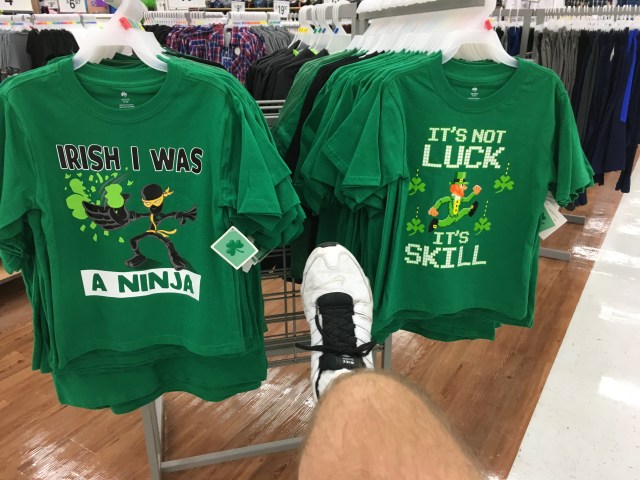 IRISH I WAS
A NINJA
IT'S NOT
LUCK
IT'S
SKILL